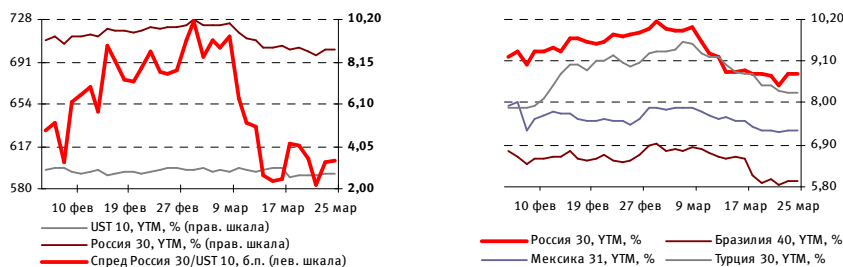 728
691
654
617
580
10,20
8,15
6,10
4,05
2,00
10 фев 19 фев 27 фев 9 мар 17 мар 25 мар
UST 10, YTM, % (прав. шкала)
Россия 30, YTM, % (прав. шкала)
Спред Россия 30/UST 10, б.п. (лев. шкала)
10,20
9,10
8,00
6,90
5,80
10 фев 19 фев 27 фев 9 мар 17 мар 25 мар
Россия 30, YTM, % Бразилия 40, YTM, %
Мексика 31, YTM, % Турция 30, YTM, %